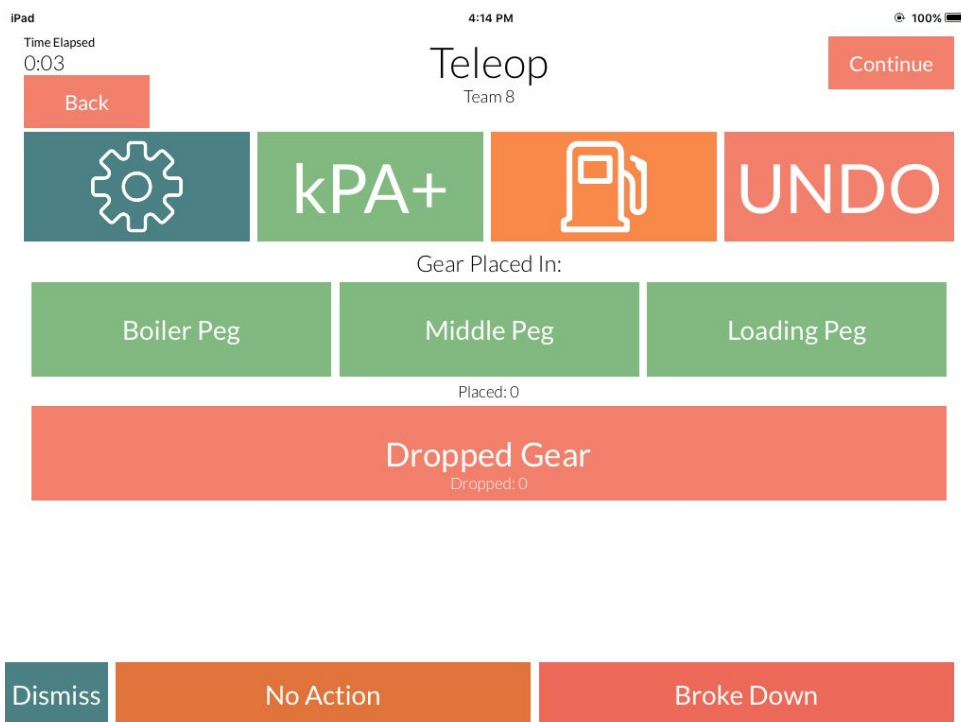 iPad 4:14 PM 100%
Time Elapsed
0:03
Teleop
Team 8
Continue
Back
kPA+
UNDO
Gear Placed In:
Boiler Peg
Middle Peg
Loading Peg
Placed: 0
Dropped Gear
Dropped: 0
Dismiss
No Action
Broke Down